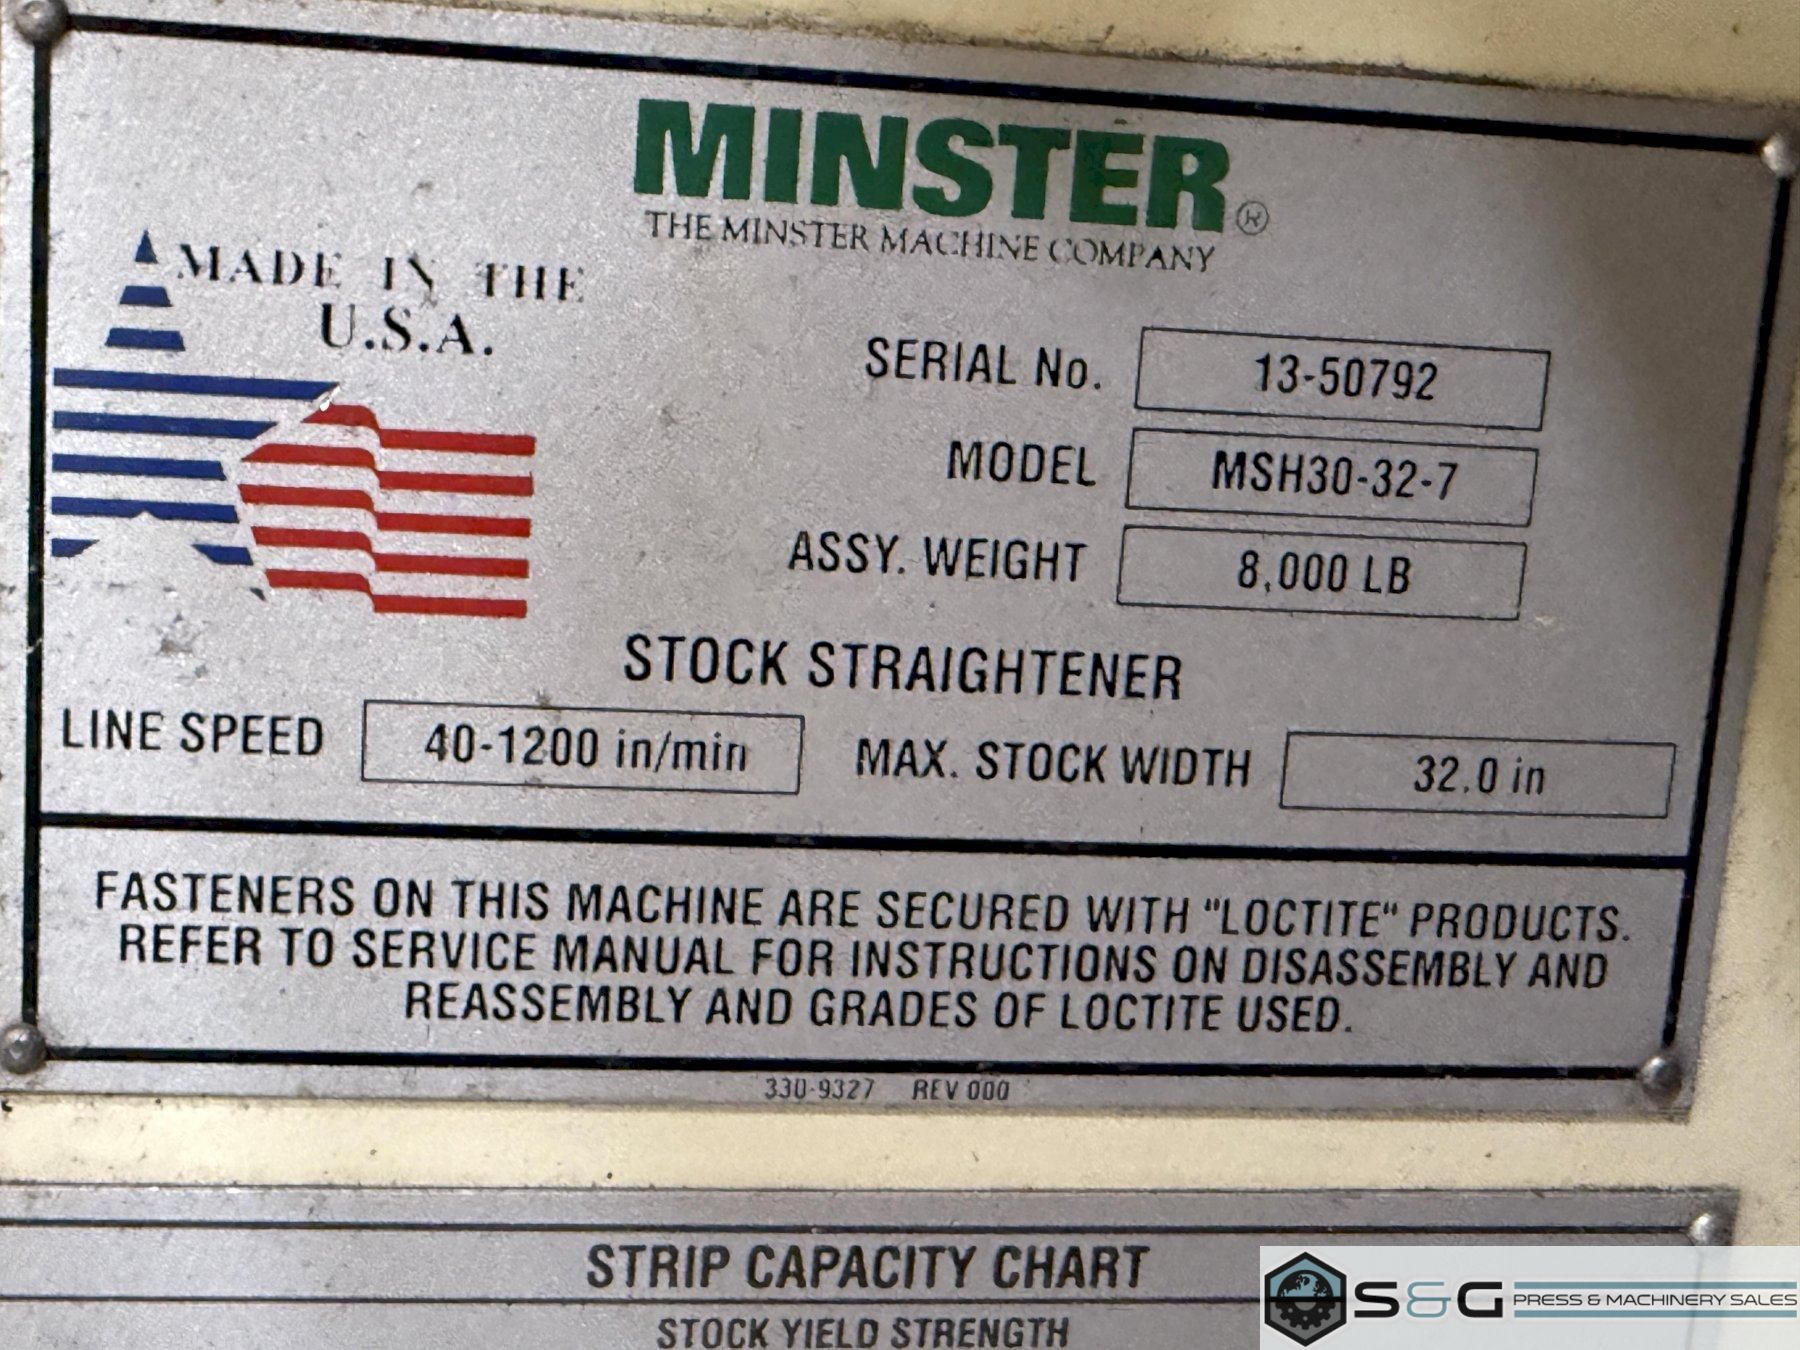 MINSTER®
THE MINSTER MACHINE COMPANY
MADE IN THE
U.S.A.
SERIAL No. 13-50792
MODEL MSH30-32-7
ASSY. WEIGHT 8,000 LB
STOCK STRAIGHTENER
LINE SPEED 40-1200 in/min MAX. STOCK WIDTH 32.0 in
FASTENERS ON THIS MACHINE ARE SECURED WITH "LOCTITE" PRODUCTS.
REFER TO SERVICE MANUAL FOR INSTRUCTIONS ON DISASSEMBLY AND
REASSEMBLY AND GRADES OF LOCTITE USED.
330-9327 REV 000
STRIP CAPACITY CHART
STOCK YIELD STRENGTH
S&G PRESS & MACHINERY SALES